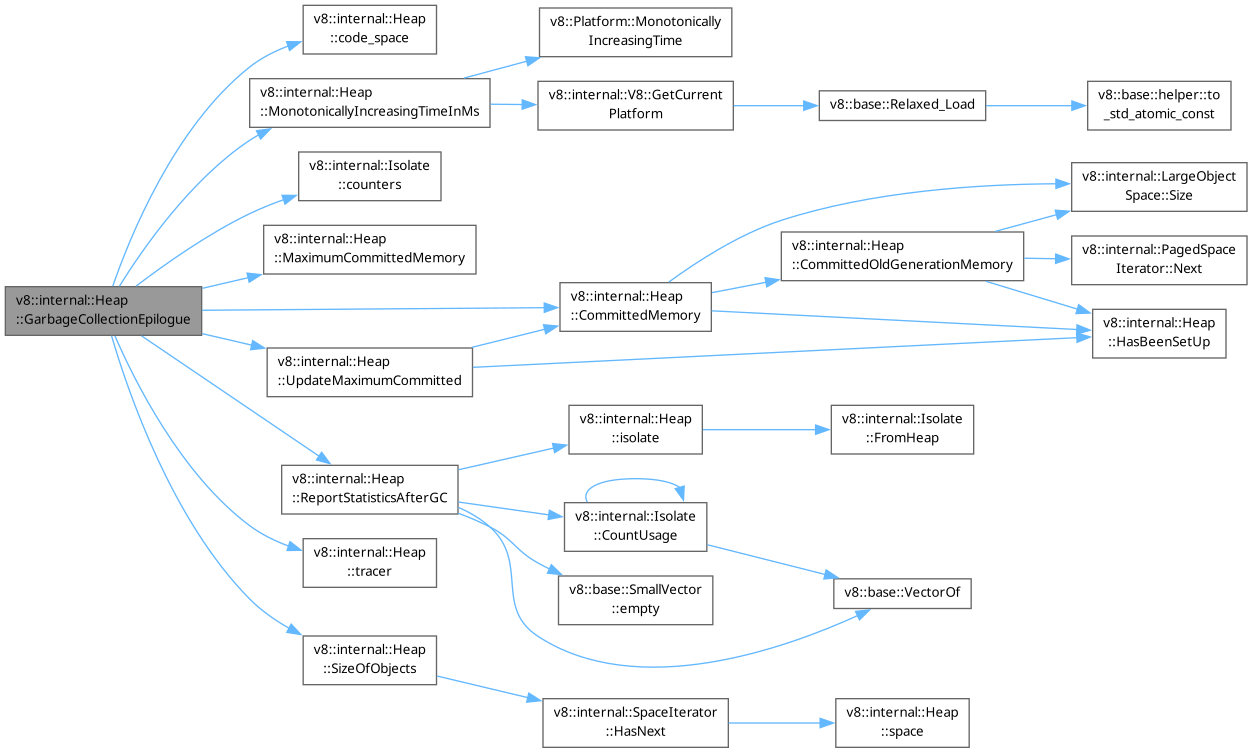 v8::internal::Heap
::GarbageCollectionEpilogue
v8::internal::Heap
::code_space
v8::internal::Heap
::MonotonicallyIncreasingTimeInMs
v8::Platform::Monotonically
IncreasingTime
v8::internal::V8::GetCurrent
Platform
v8::base::Relaxed_Load
v8::base::helper::to
_std_atomic_const
v8::internal::Isolate
::counters
v8::internal::Heap
::MaximumCommittedMemory
v8::internal::Heap
::CommittedMemory
v8::internal::Heap
::CommittedOldGenerationMemory
v8::internal::LargeObject
Space::Size
v8::internal::PagedSpace
Iterator::Next
v8::internal::Heap
::HasBeenSetUp
v8::internal::Heap
::UpdateMaximumCommitted
v8::internal::Heap
::ReportStatisticsAfterGC
v8::internal::Heap
::isolate
v8::internal::Isolate
::FromHeap
v8::internal::Isolate
::CountUsage
v8::base::SmallVector
::empty
v8::base::VectorOf
v8::internal::Heap
::tracer
v8::internal::Heap
::SizeOfObjects
v8::internal::SpaceIterator
::HasNext
v8::internal::Heap
::space